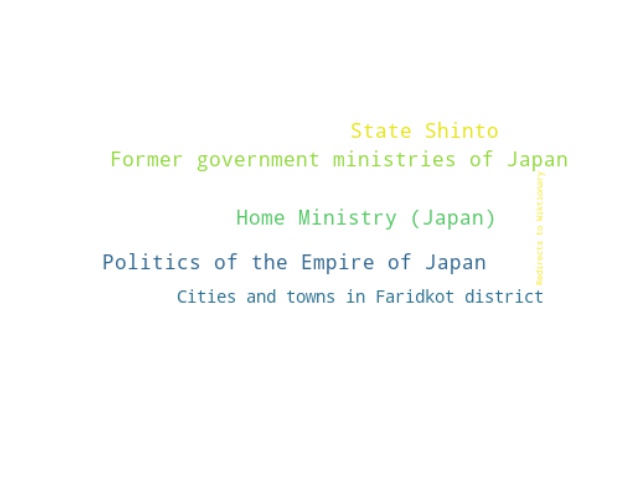 State Shinto
Former government ministries of Japan
Redirects to Wiktionary
Home Ministry (Japan)
Politics of the Empire of Japan
Cities and towns in Faridkot district